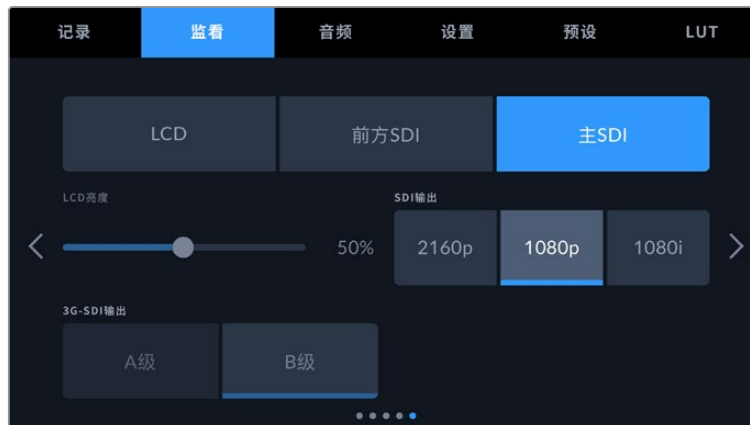 记录 监看 音频 设置 预设 LUT
LCD 前方SDI 主SDI
LCD亮度 SDI输出
50% 2160p 1080p 1080i
3G-SDI输出
A级 B级